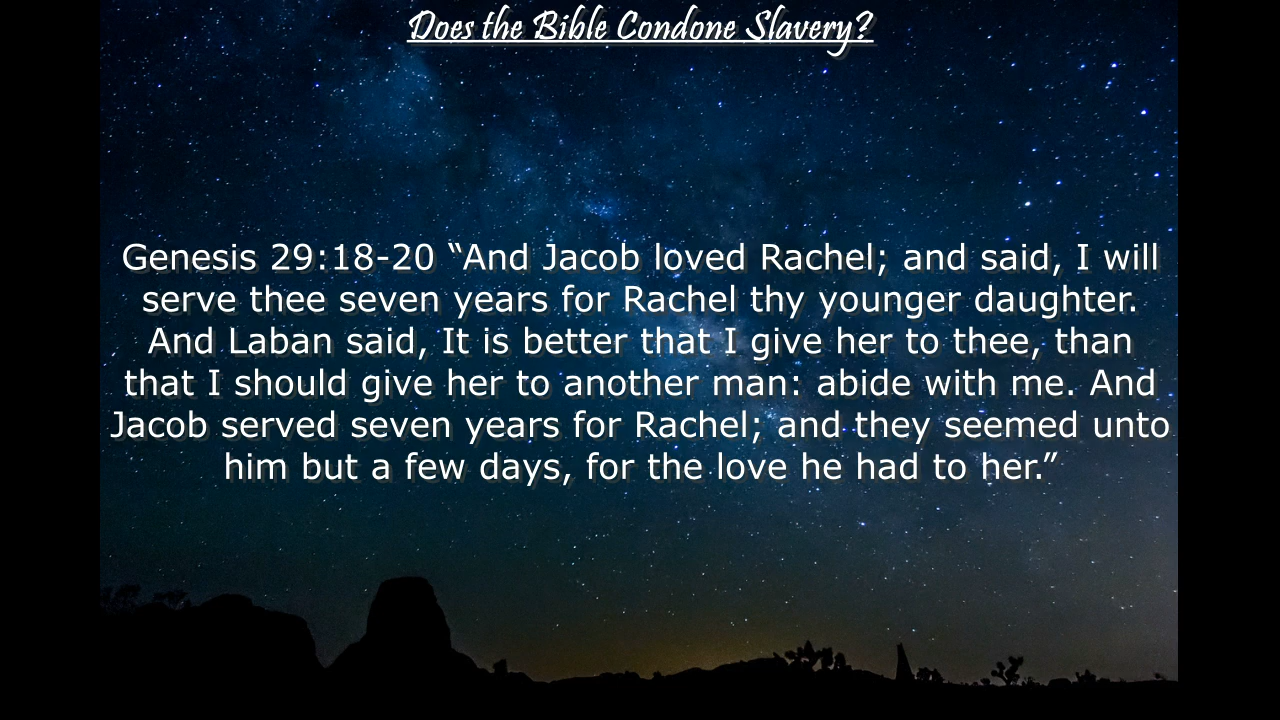 Does the Bible Condone Slavery?
Genesis 29:18-20 “And Jacob loved Rachel; and said, I will
serve thee seven years for Rachel thy younger daughter.
And Laban said, It is better that I give her to thee, than
that I should give her to another man: abide with me. And
Jacob served seven years for Rachel; and they seemed unto
him but a few days, for the love he had to her.”